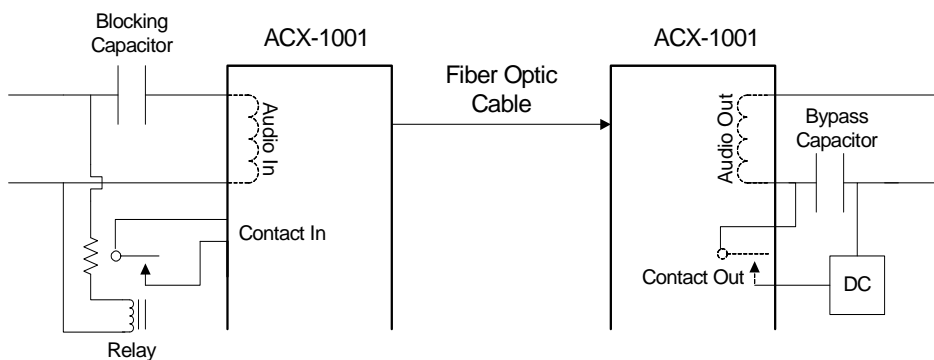 Blocking
Capacitor
ACX-1001
ACX-1001
Fiber Optic
Cable
Audio In
Audio Out
Bypass
Capacitor
Contact In
Contact Out
DC
Relay